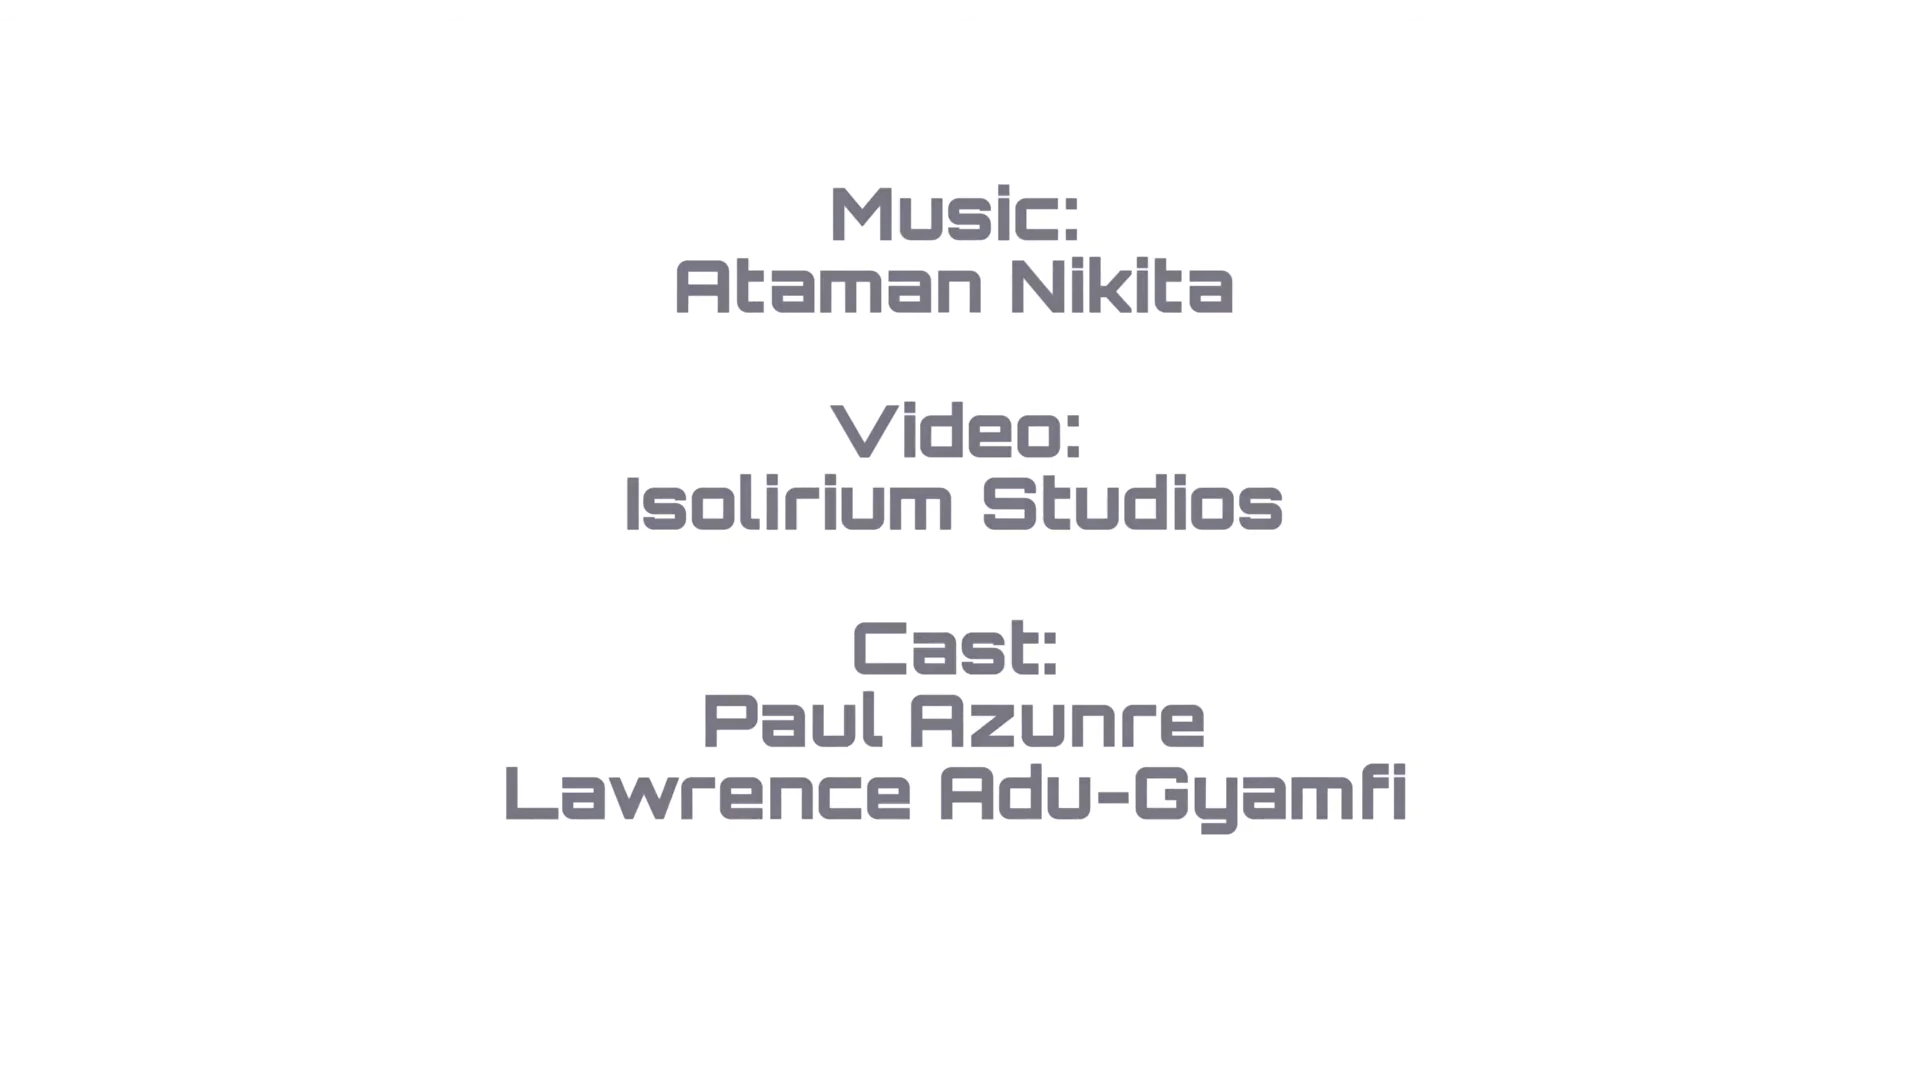 Music:
Ataman Nikita
Video:
Isolirium Studios
Cast:
Paul Azunre
Lawrence Adu-Gyamfi